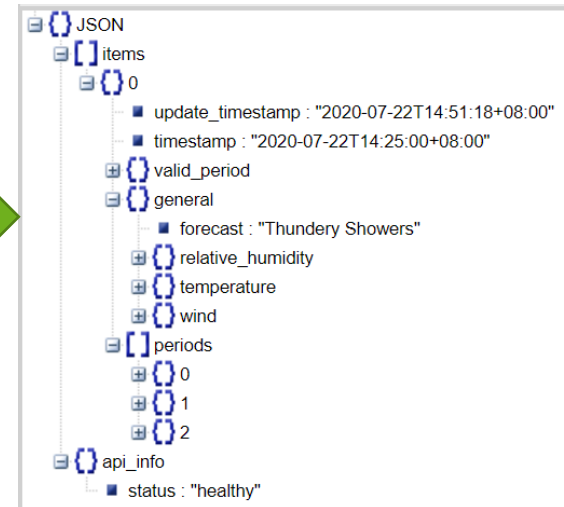 JSON
items
0
update_timestamp : "2020-07-22T14:51:18+08:00"
timestamp : "2020-07-22T14:25:00+08:00"
valid_period
general
forecast : "Thundery Showers"
relative_humidity
temperature
wind
periods
0
1
2
api_info
status : "healthy"